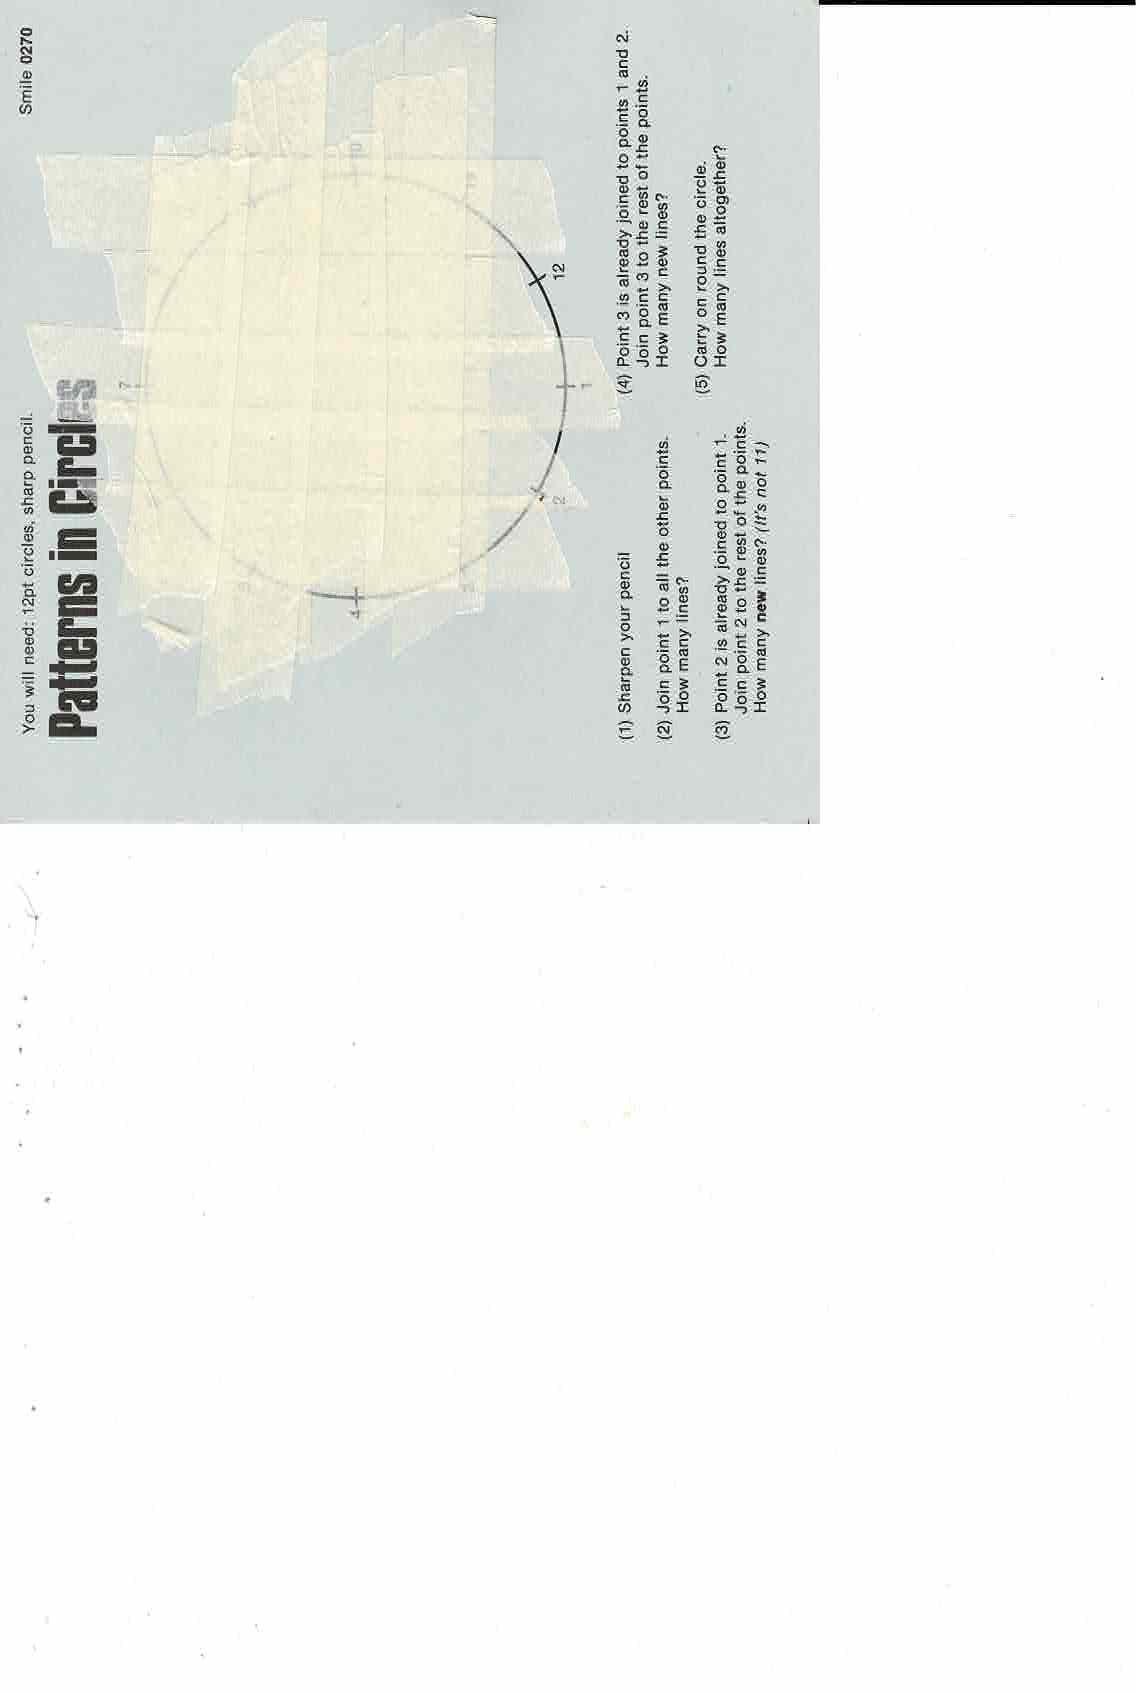 Smile 0270
You will need: 12pt circles, sharp pencil.
Patterns in Circles
7
10
4
2
1
12
(1) Sharpen your pencil
(2) Join point 1 to all the other points.
How many lines?
(3) Point 2 is already joined to point 1.
Join point 2 to the rest of the points.
How many new lines? (It's not 11)
(4) Point 3 is already joined to points 1 and 2.
Join point 3 to the rest of the points.
How many new lines?
(5) Carry on round the circle.
How many lines altogether?